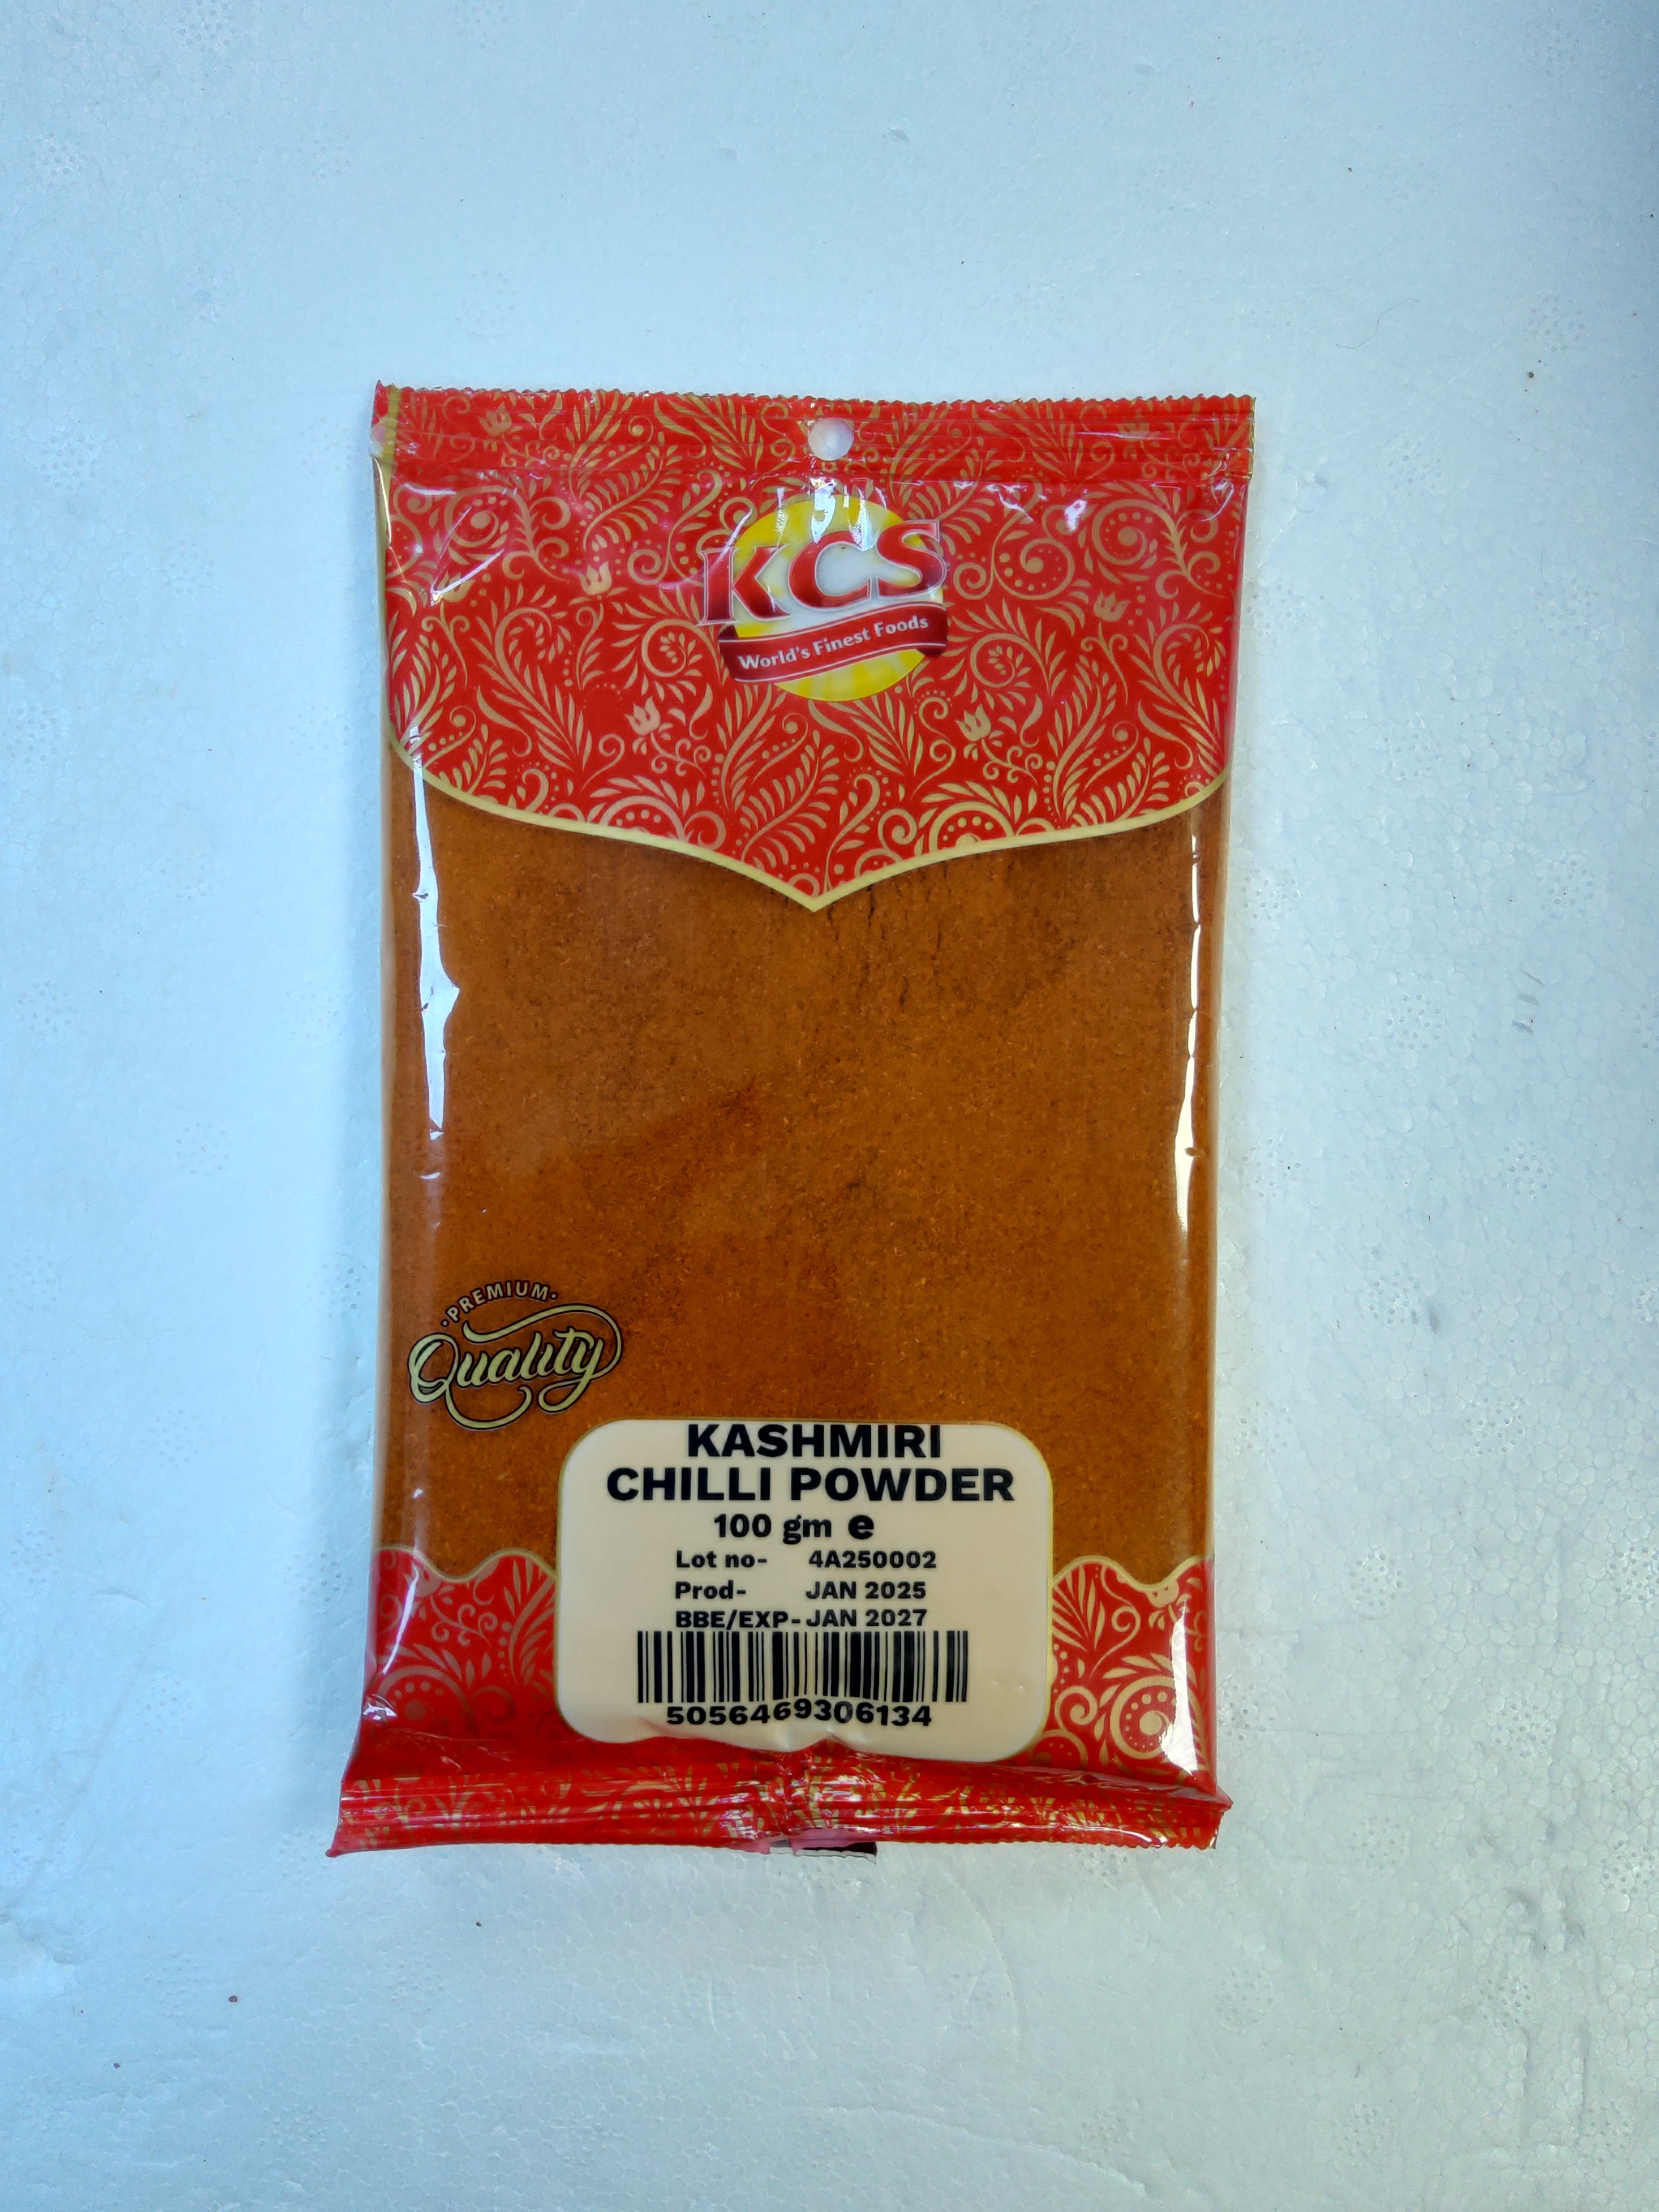 KCS
World's Finest Foods
·PREMIUM·
Quality
KASHMIRI
CHILLI POWDER
100 gm e
Lot no- 4A250002
Prod- JAN 2025
BBE/EXP- JAN 2027
5056469306134